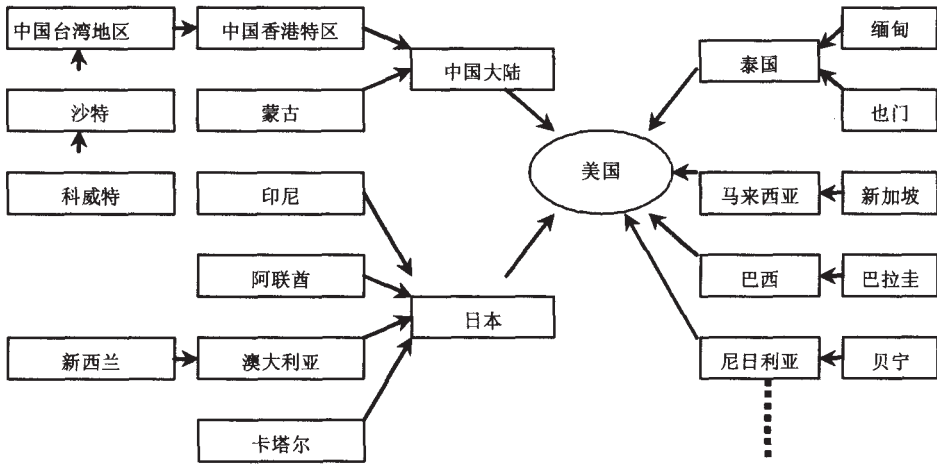 中国台湾地区
中国香港特区
缅甸
中国大陆
泰国
沙特
蒙古
也门
美国
科威特
印尼
马来西亚
新加坡
阿联酋
巴西
巴拉圭
日本
新西兰
澳大利亚
尼日利亚
贝宁
卡塔尔